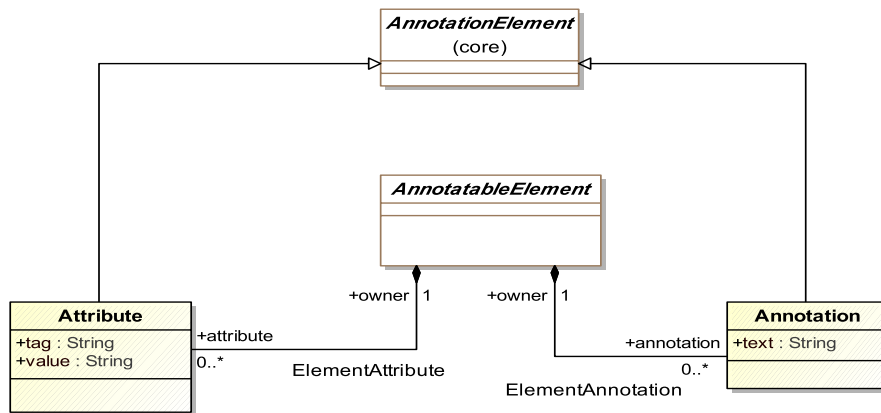 AnnotationElement
(core)
AnnotatableElement
+owner 1
+owner 1
Attribute
+tag : String
+value : String
+attribute
0..*
ElementAttribute
Annotation
+text : String
+annotation
0..*
ElementAnnotation